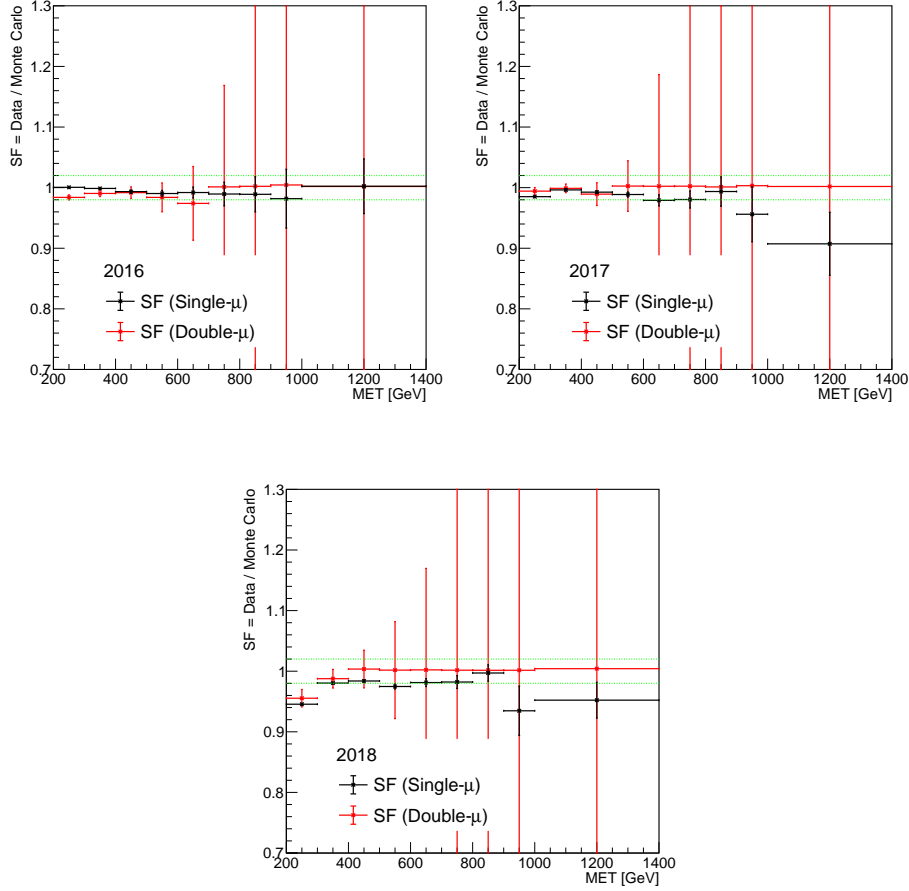 SF = Data / Monte Carlo
1.3
1.2
1.1
1
0.9
0.8
0.7
2016
SF (Single-μ)
SF (Double-μ)
200 400 600 800 1000 1200 1400
MET [GeV]
SF = Data / Monte Carlo
1.3
1.2
1.1
1
0.9
0.8
0.7
2017
SF (Single-μ)
SF (Double-μ)
200 400 600 800 1000 1200 1400
MET [GeV]
SF = Data / Monte Carlo
1.3
1.2
1.1
1
0.9
0.8
0.7
2018
SF (Single-μ)
SF (Double-μ)
200 400 600 800 1000 1200 1400
MET [GeV]